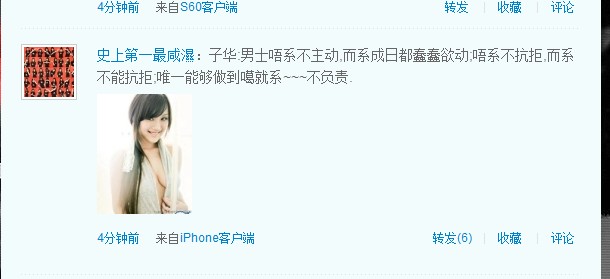 4分钟前 来自S60客户端 转发 | 收藏 | 评论
史上第一最咸濕：子华:男士唔系不主动,而系成日都蠢蠢欲动;唔系不抗拒,而系
不能抗拒;唯一能够做到噶就系~~~不负责.
4分钟前 来自iPhone客户端 转发(6) | 收藏 | 评论